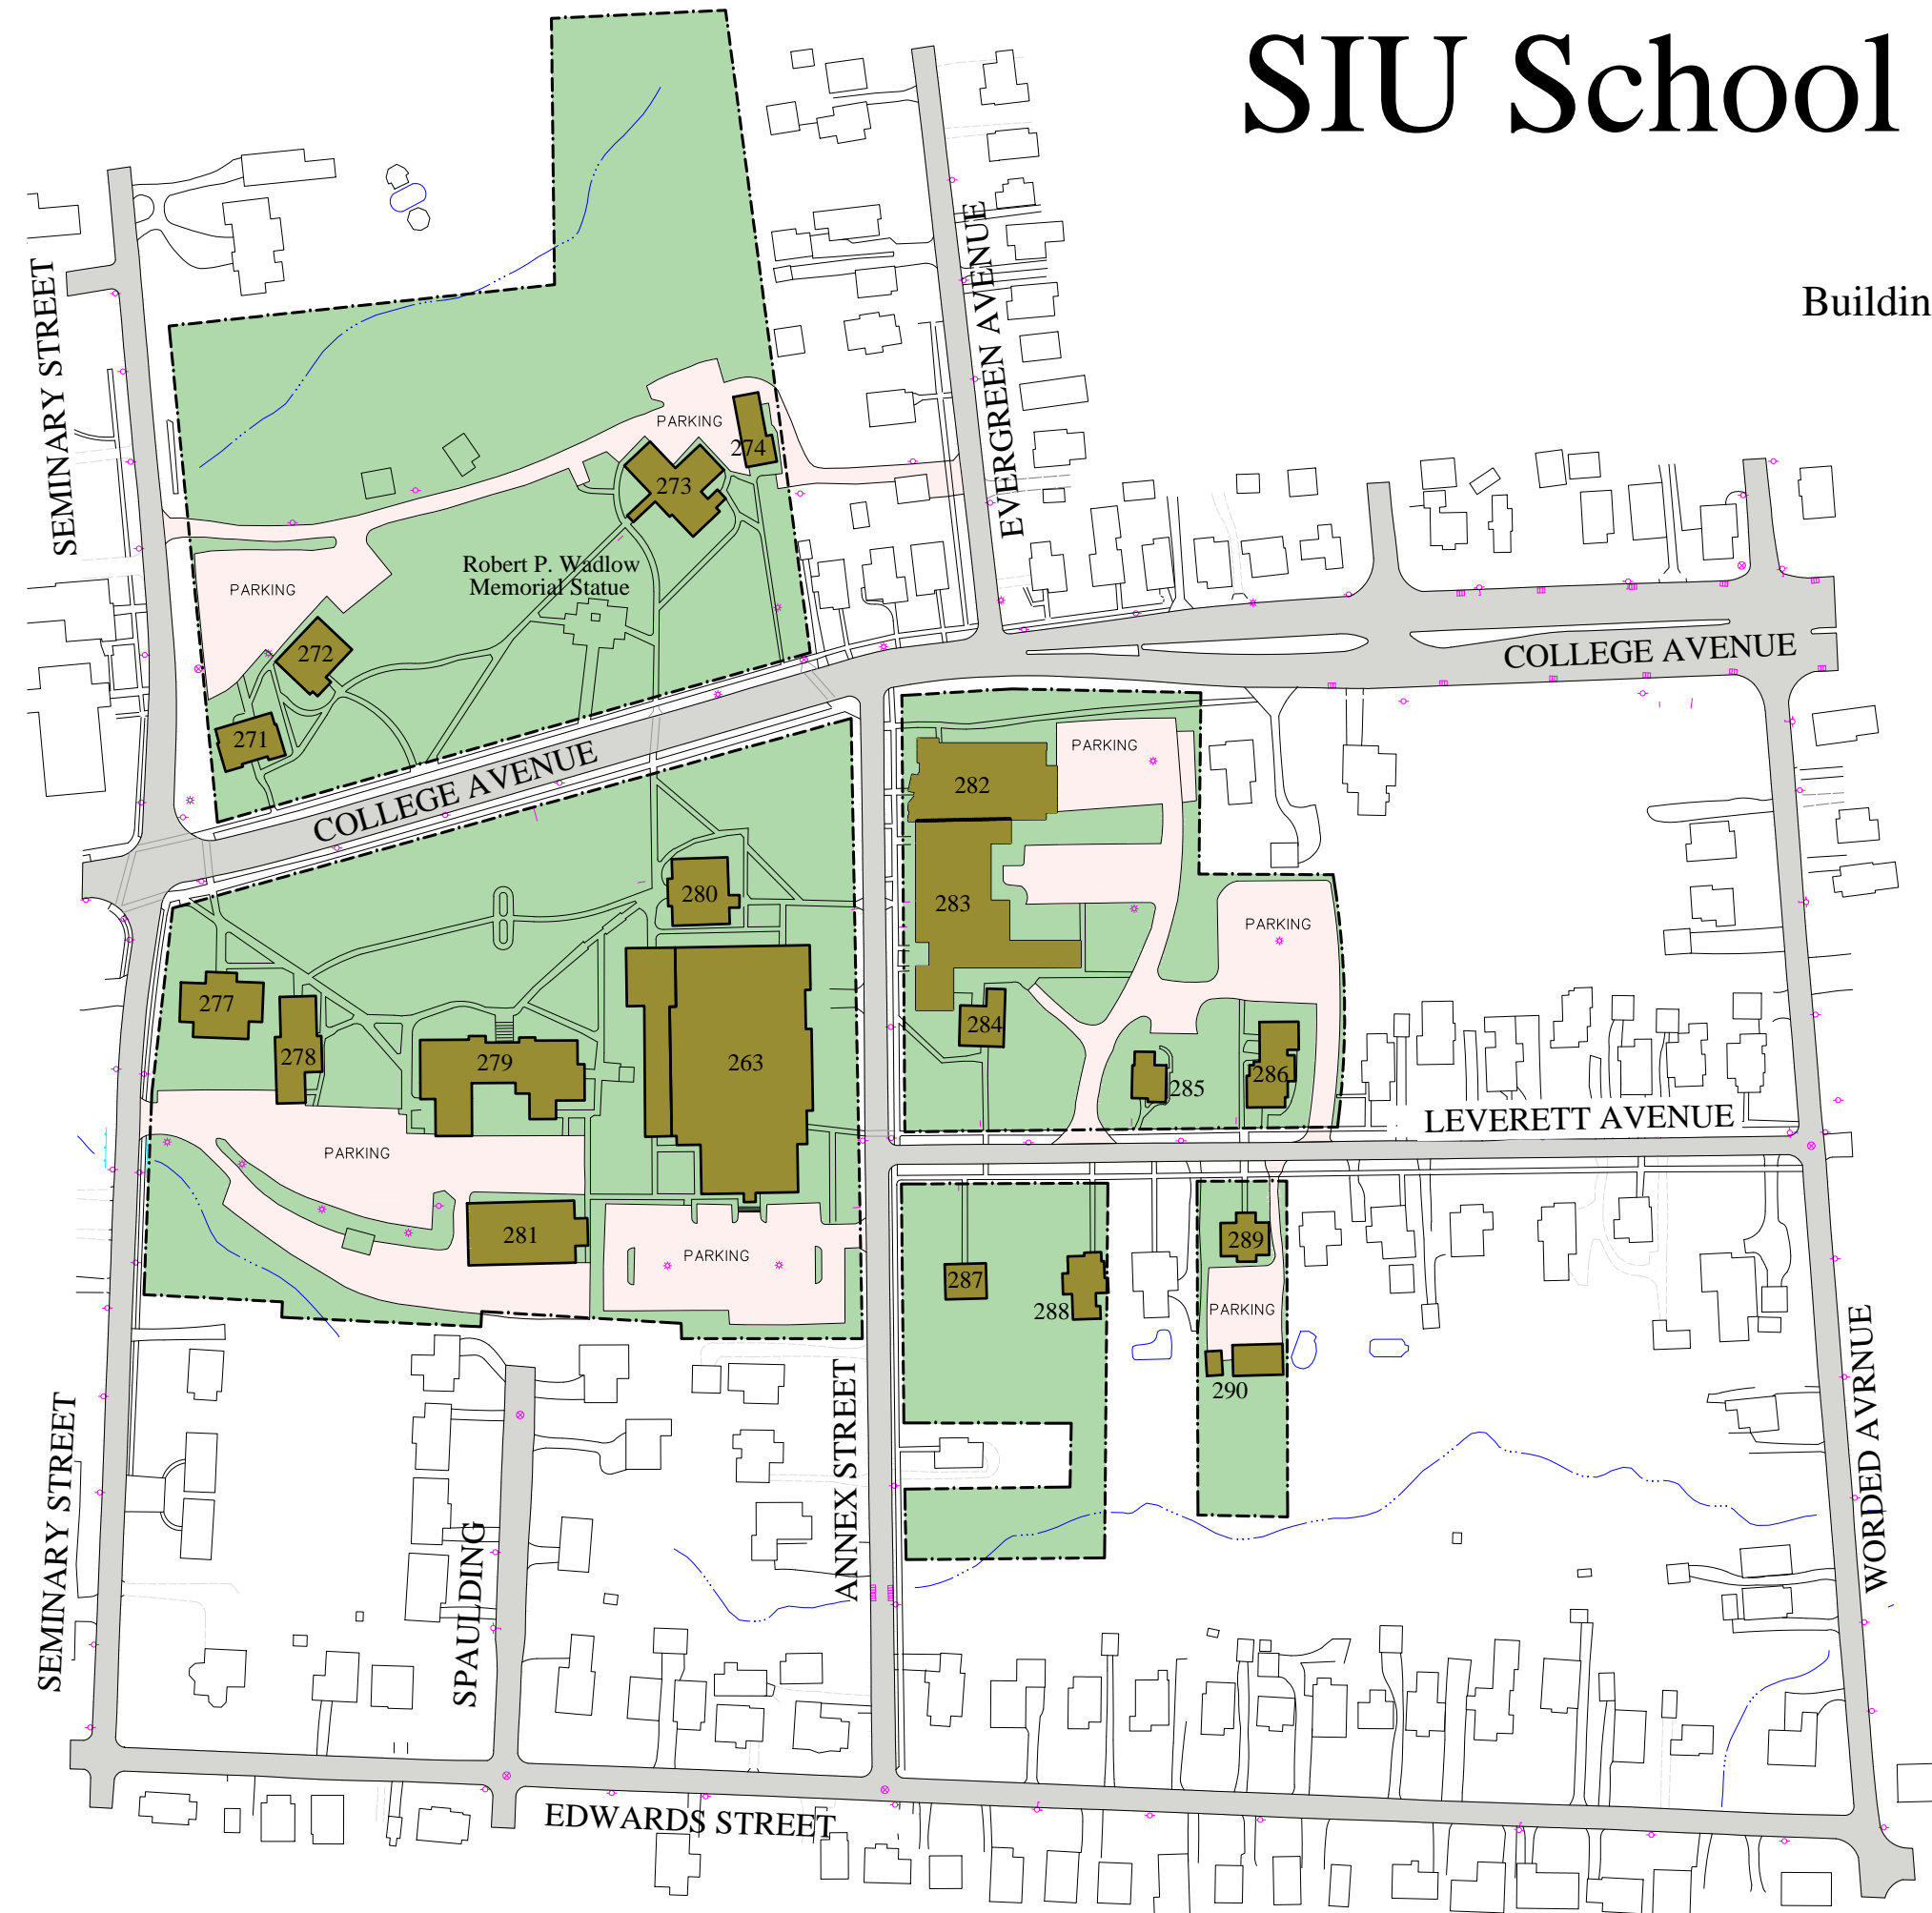 SIU School
Buildin
SEMINARY STREET
EVERGREEN AVENUE
PARKING
274
273
Robert P. Wadlow
Memorial Statue
PARKING
272
271
COLLEGE AVENUE
COLLEGE AVENUE
PARKING
282
280
283
PARKING
277
284
278
279
263
286
285
LEVERETT AVENUE
PARKING
281
PARKING
289
287
288
PARKING
290
SEMINARY STREET
SPAULDING
ANNEX STREET
WORDED AVRNUE
EDWARDS STREET